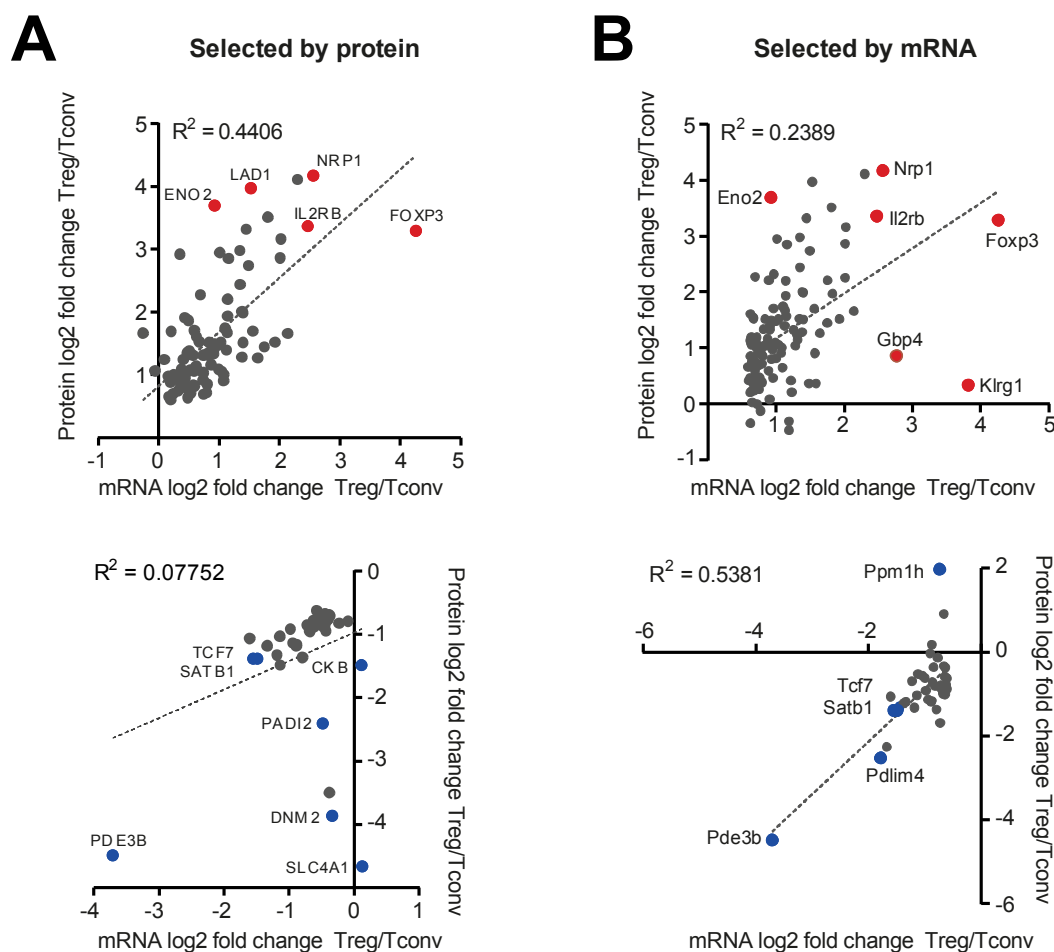 A
Selected by protein
Protein log2 fold change Treg/Tconv
R2 = 0.4406
5
4
3
2
1
ENO2
LAD1
NRP1
IL2RB
FOXP3
-1 0 1 2 3 4 5
mRNA log2 fold change Treg/Tconv
B
Selected by mRNA
Protein log2 fold change Treg/Tconv
R2 = 0.2389
5
4
3
2
1
0
-1
Eno2
Nrp1
Il2rb
Foxp3
Gbp4
Klrg1
1 2 3 4 5
mRNA log2 fold change Treg/Tconv
R2 = 0.07752
0
-1
-2
-3
-4
TCF7
SATB1
CKB
PADI2
DNM2
PDE3B
SLC4A1
-4 -3 -2 -1 0 1
mRNA log2 fold change Treg/Tconv
Protein log2 fold change Treg/Tconv
R2 = 0.5381
Ppm1h
2
-6 -4 -2
0
Tcf7
Satb1
-2
Pdlim4
Pde3b
-4
-6
mRNA log2 fold change Treg/Tconv
Protein log2 fold change Treg/Tconv